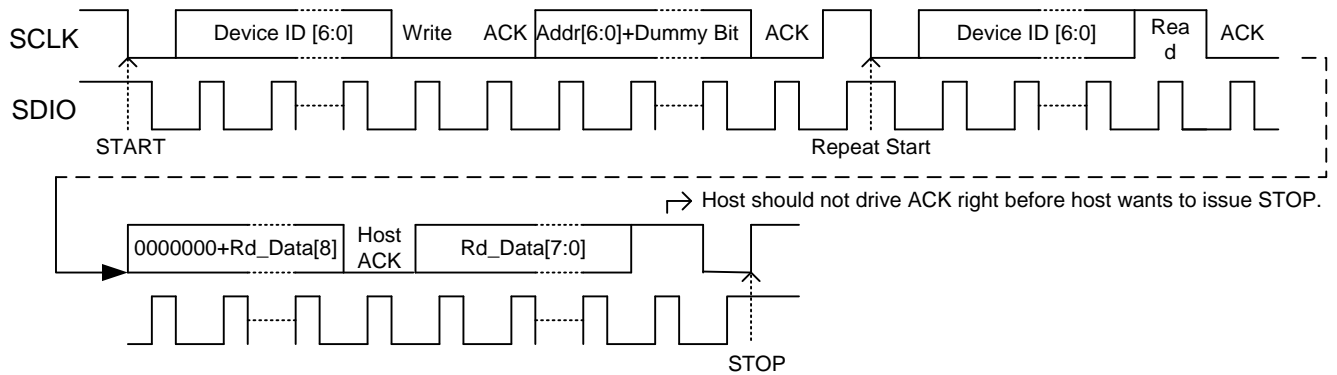 SCLK
Device ID [6:0]
Write
ACK
Addr[6:0]+Dummy Bit
ACK
Device ID [6:0]
Rea
d
ACK
SDIO
START
Repeat Start
Host should not drive ACK right before host wants to issue STOP.
0000000+Rd_Data[8]
Host
ACK
Rd_Data[7:0]
STOP